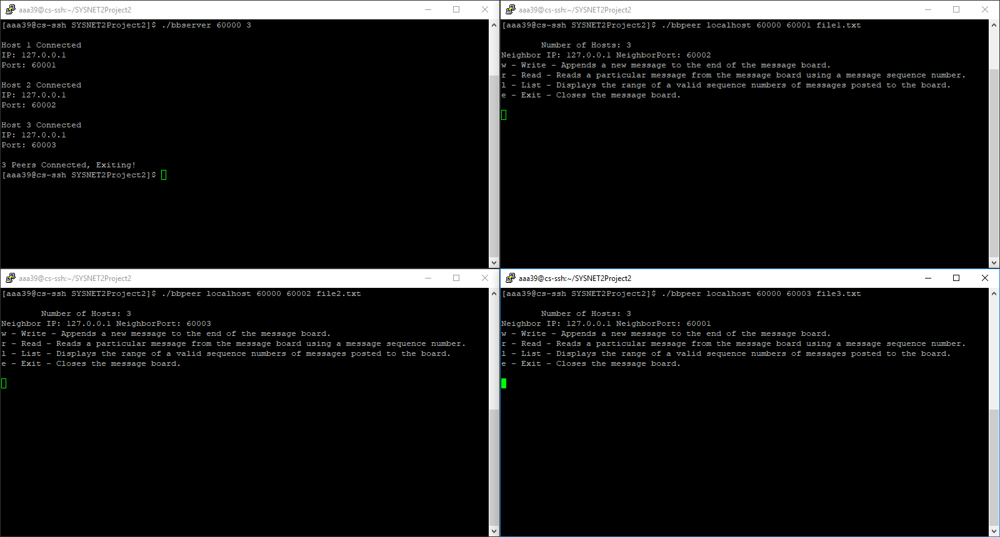 aaa39@cs-ssh:~/SYSNET2Project2
[aaa39@cs-ssh SYSNET2Project2]$ ./bbserver 60000 3
Host 1 Connected
IP: 127.0.0.1
Port: 60001
Host 2 Connected
IP: 127.0.0.1
Port: 60002
Host 3 Connected
IP: 127.0.0.1
Port: 60003
3 Peers Connected, Exiting!
[aaa39@cs-ssh SYSNET2Project2]$
aaa39@cs-ssh:~/SYSNET2Project2
[aaa39@cs-ssh SYSNET2Project2]$ ./bbpeer localhost 60000 60001 file1.txt
Number of Hosts: 3
Neighbor IP: 127.0.0.1 NeighborPort: 60002
w - Write - Appends a new message to the end of the message board.
r - Read - Reads a particular message from the message board using a message sequence number.
l - List - Displays the range of a valid sequence numbers of messages posted to the board.
e - Exit - Closes the message board.
aaa39@cs-ssh:~/SYSNET2Project2
[aaa39@cs-ssh SYSNET2Project2]$ ./bbpeer localhost 60000 60002 file2.txt
Number of Hosts: 3
Neighbor IP: 127.0.0.1 NeighborPort: 60003
w - Write - Appends a new message to the end of the message board.
r - Read - Reads a particular message from the message board using a message sequence number.
l - List - Displays the range of a valid sequence numbers of messages posted to the board.
e - Exit - Closes the message board.
aaa39@cs-ssh:~/SYSNET2Project2
[aaa39@cs-ssh SYSNET2Project2]$ ./bbpeer localhost 60000 60003 file3.txt
Number of Hosts: 3
Neighbor IP: 127.0.0.1 NeighborPort: 60001
w - Write - Appends a new message to the end of the message board.
r - Read - Reads a particular message from the message board using a message sequence number.
l - List - Displays the range of a valid sequence numbers of messages posted to the board.
e - Exit - Closes the message board.